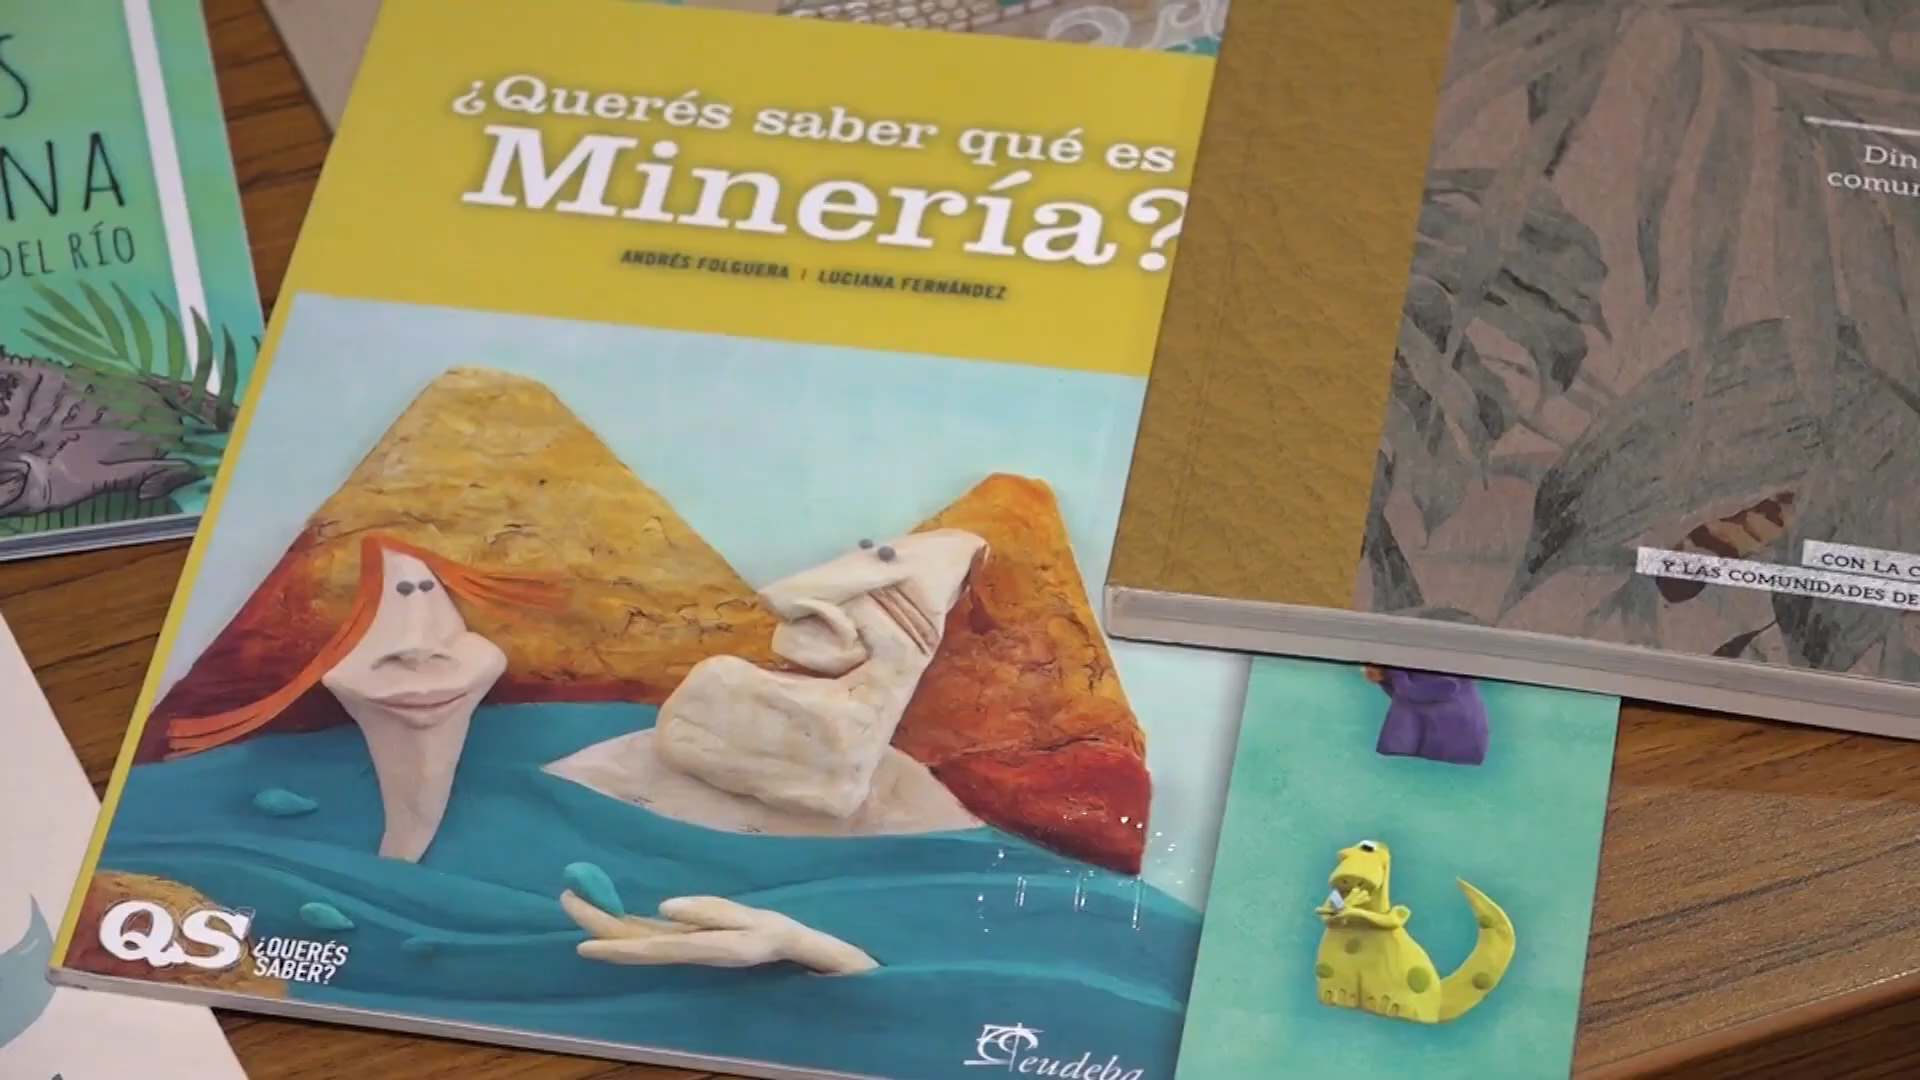 S
NA
DEL RÍO
¿Querés saber qué es
Minería?
ANDRÉS FOLGUERA | LUCIANA FERNÁNDEZ
QS ¿QUERÉS
SABER?
eudeba
Din
comun
CON LA C
Y LAS COMUNIDADES DE